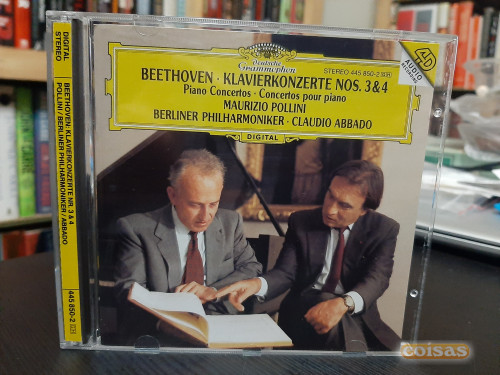 Deutsche
Grammophon
STEREO 445 850-2
BEETHOVEN · KLAVIERKONZERTE NOS. 3 & 4
Piano Concertos · Concertos pour piano
MAURIZIO POLLINI
BERLINER PHILHARMONIKER · CLAUDIO ABBADO
DIGITAL
4D
AUDIO
RECORDING
DIGITAL
STEREO
BEETHOVEN: KLAVIERKONZERTE NR. 3 & 4
POLLINI / BERLINER PHILHARMONIKER / ABBADO
445 850-2
coisas